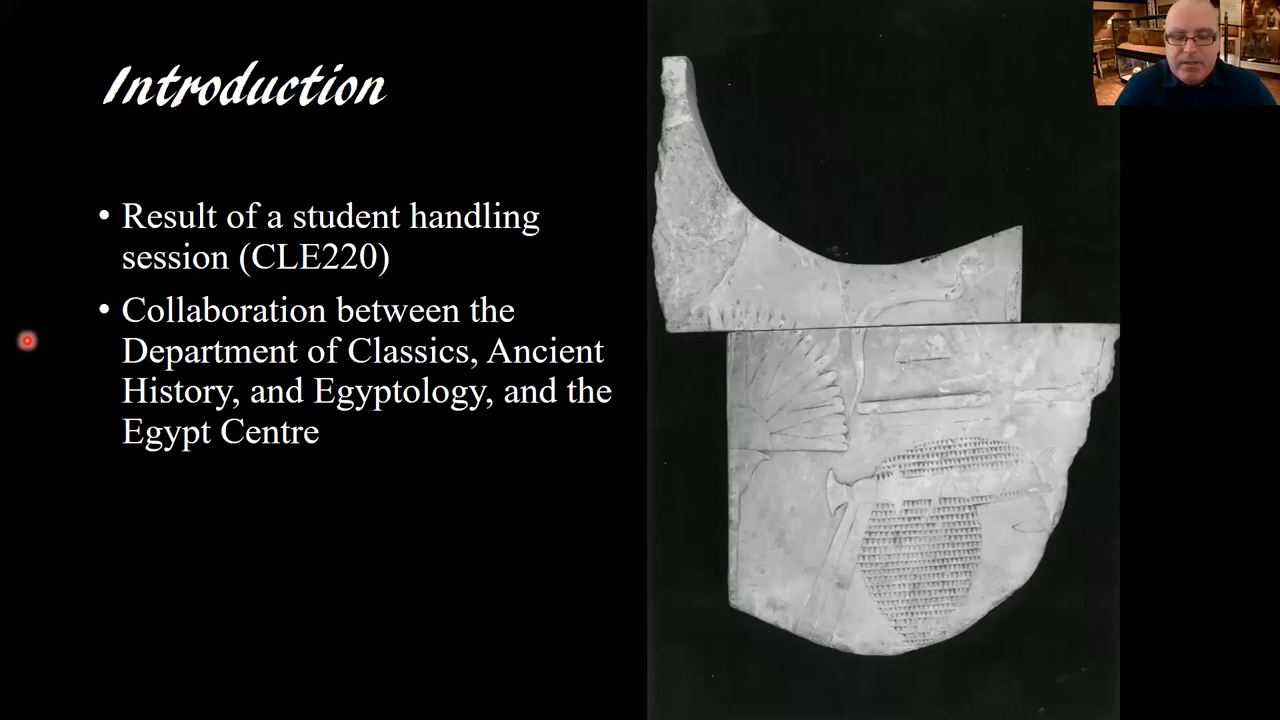 Introduction
• Result of a student handling
session (CLE220)
• Collaboration between the
Department of Classics, Ancient
History, and Egyptology, and the
Egypt Centre